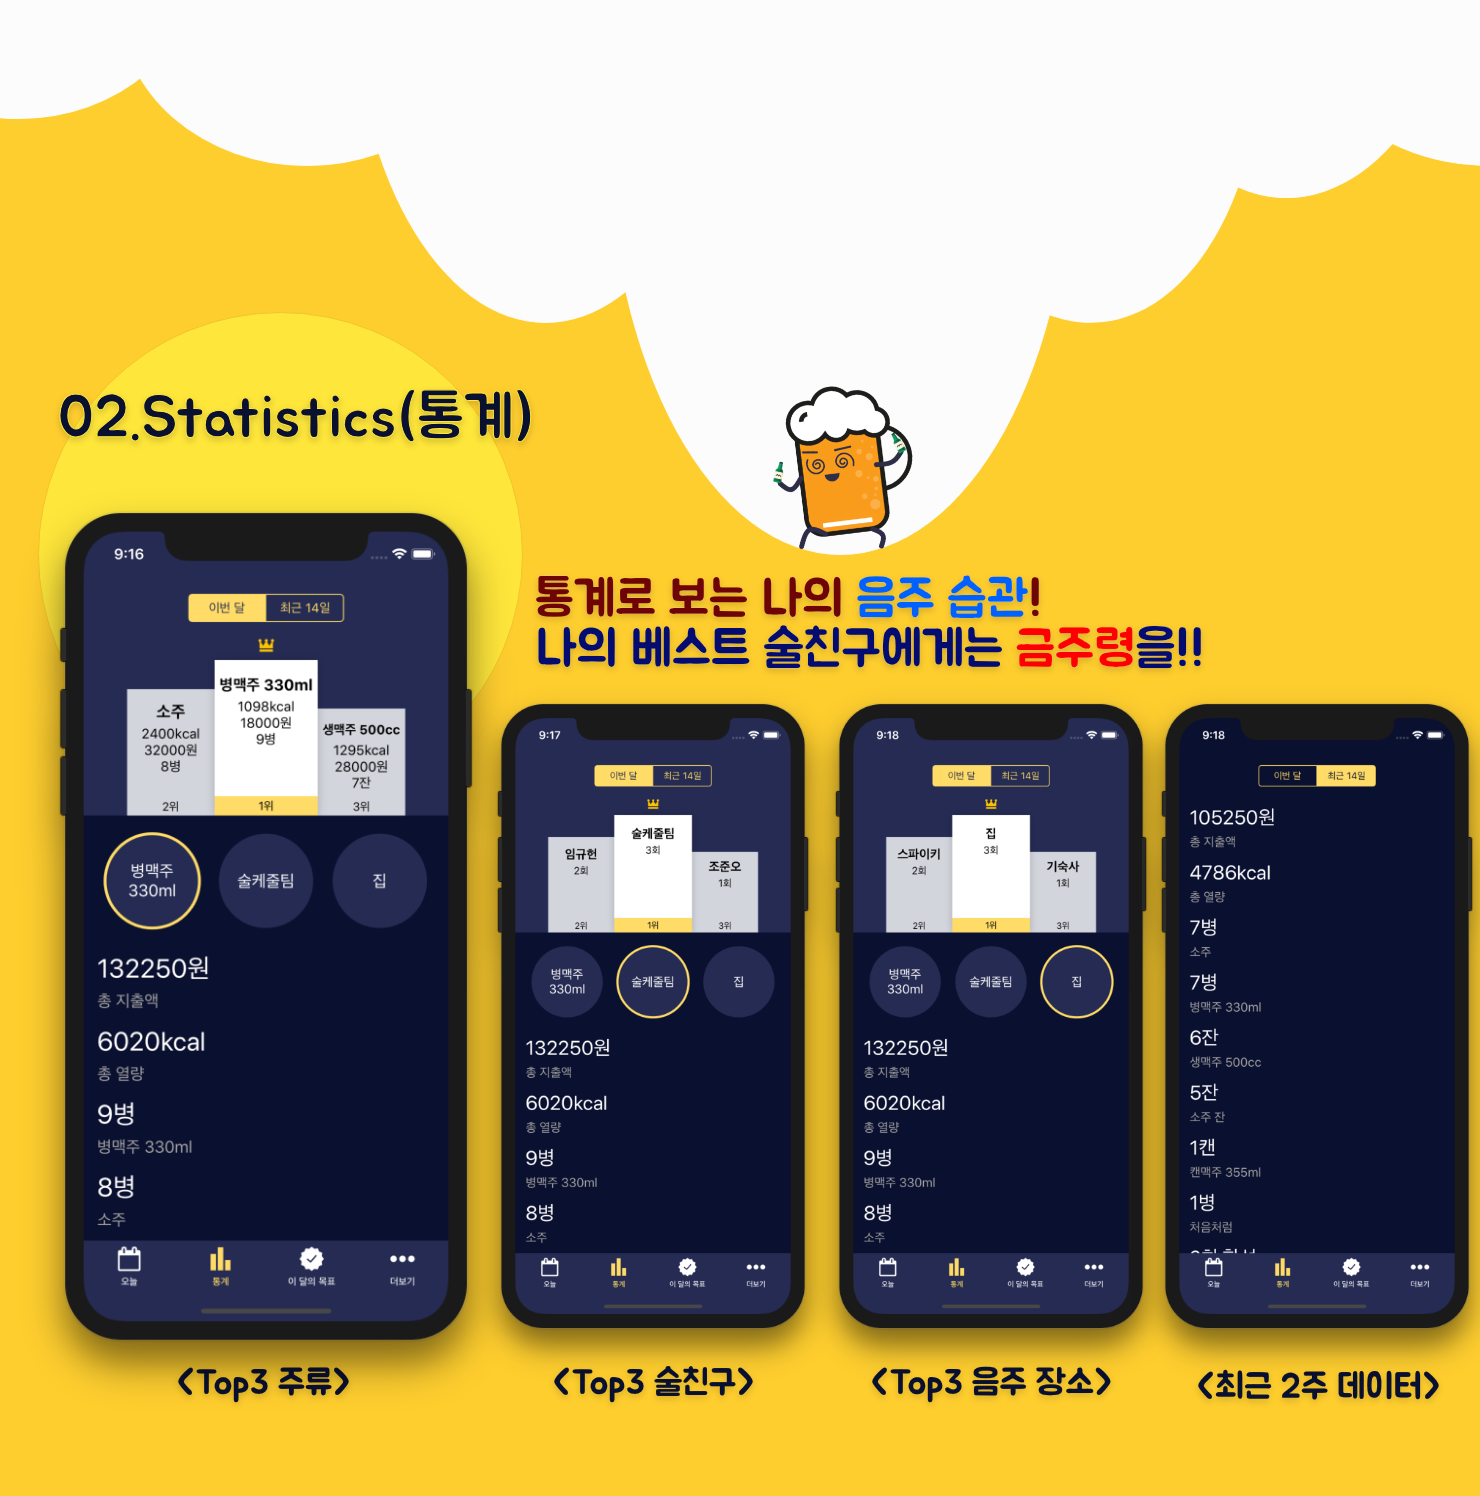 02.Statistics(통계)
통계로 보는 나의 음주 습관!
나의 베스트 술친구에게는 금주령을!!
9:16
이번 달
최근 14일
병맥주 330ml
1098kcal
18000원
9병
1위
소주
2400kcal
32000원
8병
2위
생맥주 500cc
1295kcal
28000원
7잔
3위
병맥주
330ml
술케줄팀
집
132250원
총 지출액
6020kcal
총 열량
9병
병맥주 330ml
8병
소주
오늘
통계
이 달의 목표
더보기
<Top3 주류>
9:17
이번 달
최근 14일
술케줄팀
3회
1위
임규헌
2회
2위
조준오
1회
3위
병맥주
330ml
술케줄팀
집
132250원
총 지출액
6020kcal
총 열량
9병
병맥주 330ml
8병
소주
오늘
통계
이 달의 목표
더보기
<Top3 술친구>
9:18
이번 달
최근 14일
집
3회
1위
스파이키
2회
2위
기숙사
1회
3위
병맥주
330ml
술케줄팀
집
132250원
총 지출액
6020kcal
총 열량
9병
병맥주 330ml
8병
소주
오늘
통계
이 달의 목표
더보기
<Top3 음주 장소>
9:18
이번 달
최근 14일
105250원
총 지출액
4786kcal
총 열량
7병
소주
7병
병맥주 330ml
6잔
생맥주 500cc
5잔
소주 잔
1캔
캔맥주 355ml
1병
처음처럼
오늘
통계
이 달의 목표
더보기
<최근 2주 데이터>